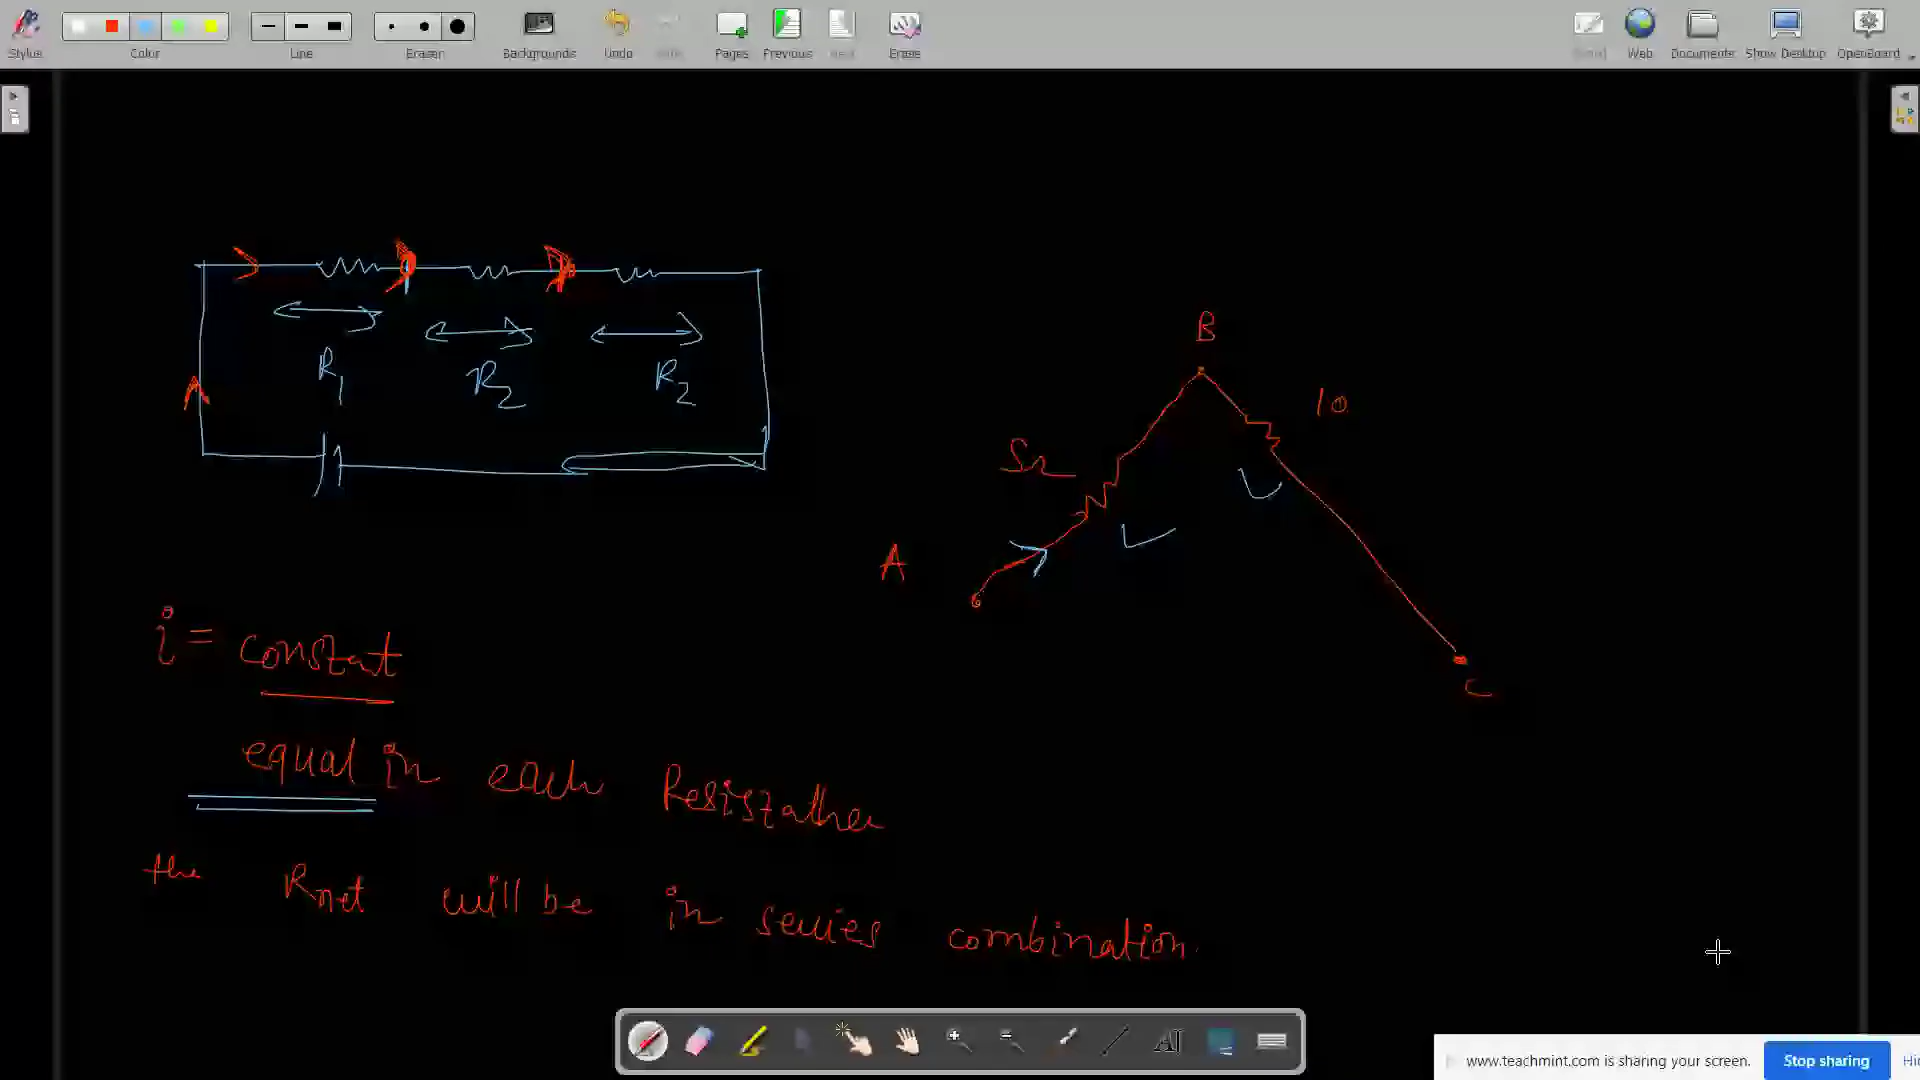 Stylus
Color
Line
Eraser
Backgrounds
Undo
Pages
Previous
Erase
Web
Documents
Show Desktop
OpenBoard
R1
R2
R2
B
10
5Ω
A
C
i = constat
equal in each
the Rnet will be in series combination.
www.teachmint.com is sharing your screen.
Stop sharing